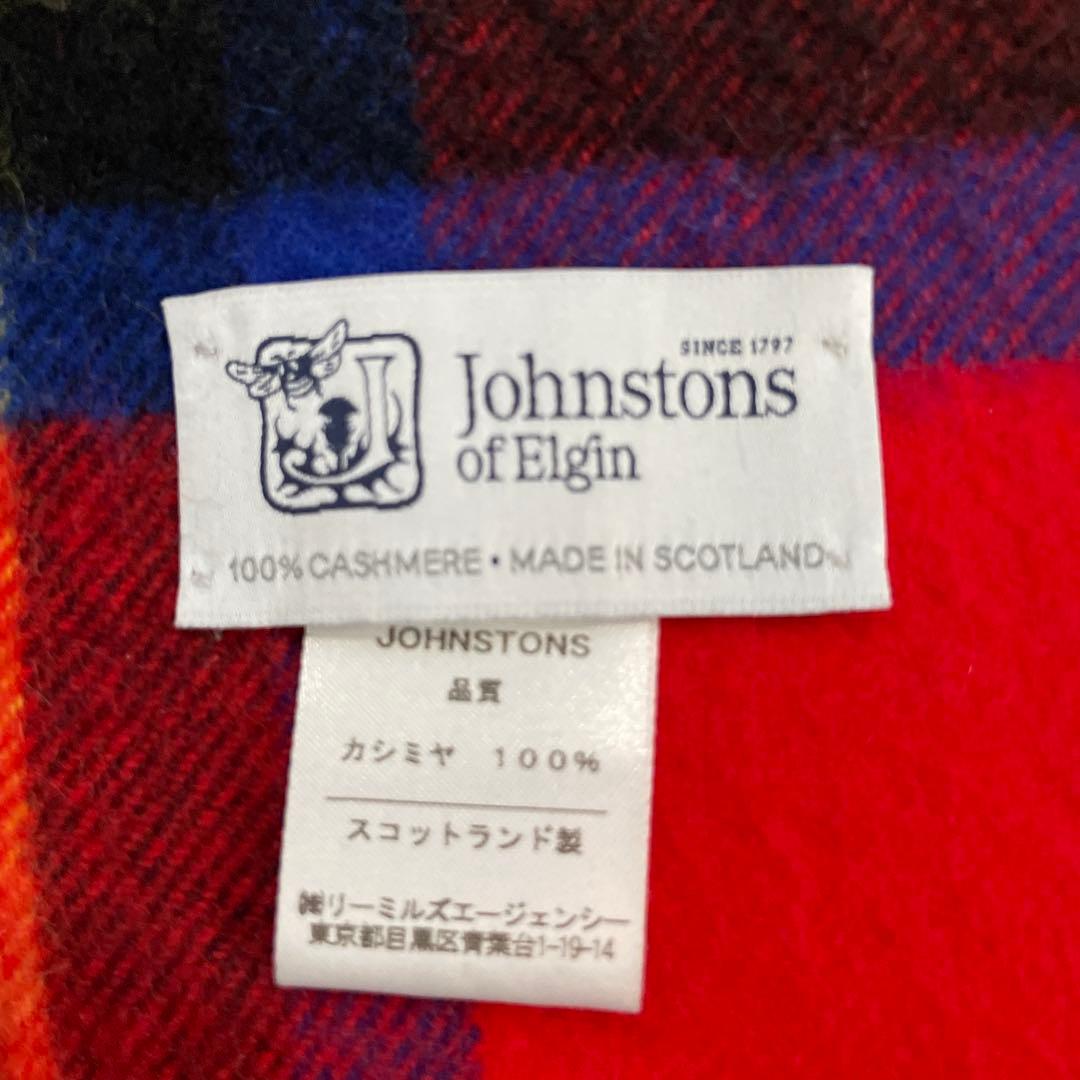 SINCE 1797
Johnstons
of Elgin
100% CASHMERE • MADE IN SCOTLAND
JOHNSTONS
品質
カシミヤ 100%
スコットランド製
㈱リーミルズエージェンシー
東京都目黒区青葉台1-19-14